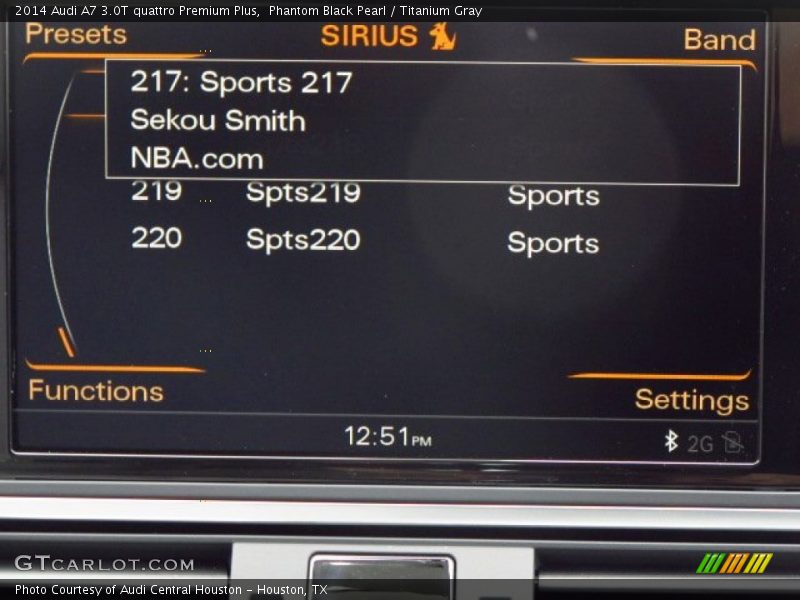 2014 Audi A7 3.0T quattro Premium Plus,  Phantom Black Pearl / Titanium Gray
Presets SIRIUS Band
217: Sports 217
Sekou Smith
NBA.com
219 Spts219 Sports
220 Spts220 Sports
Functions Settings
12:51PM 2G
GTCARLOT.COM
Photo Courtesy of Audi Central Houston - Houston, TX